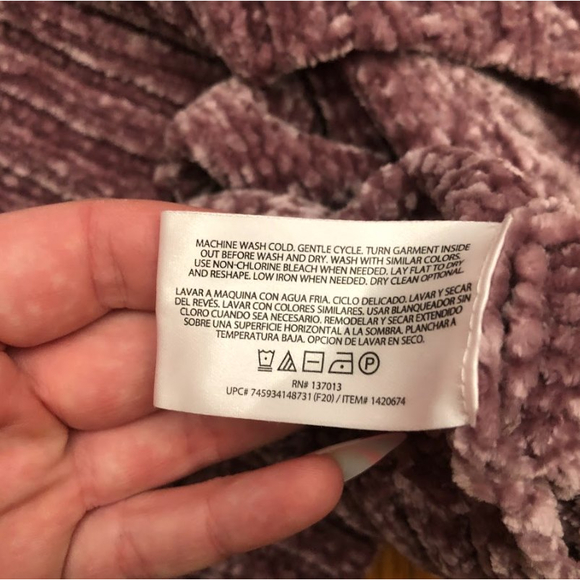 MACHINE WASH COLD. GENTLE CYCLE. TURN GARMENT INSIDE
OUT BEFORE WASH AND DRY. WASH WITH SIMILAR COLORS.
USE NON-CHLORINE BLEACH WHEN NEEDED, LAY FLAT TO DRY
AND RESHAPE. LOW IRON WHEN NEEDED, DRY CLEAN OPTIONAL.
LAVAR A MAQUINA CON AGUA FRIA. CICLO DELICADO. LAVAR Y SECAR
DEL REVÉS. LAVAR CON COLORES SIMILARES. USAR BLANQUEADOR SIN
CLORO CUANDO SEA NECESARIO. REMODELAR Y SECAR EXTENDIDO
SOBRE UNA SUPERFICIE HORIZONTAL A LA SOMBRA. PLANCHAR A
TEMPERATURA BAJA. OPCION DE LAVAR EN SECO.
P
RN# 137013
UPC# 745934148731 (F20) / ITEM# 1420674